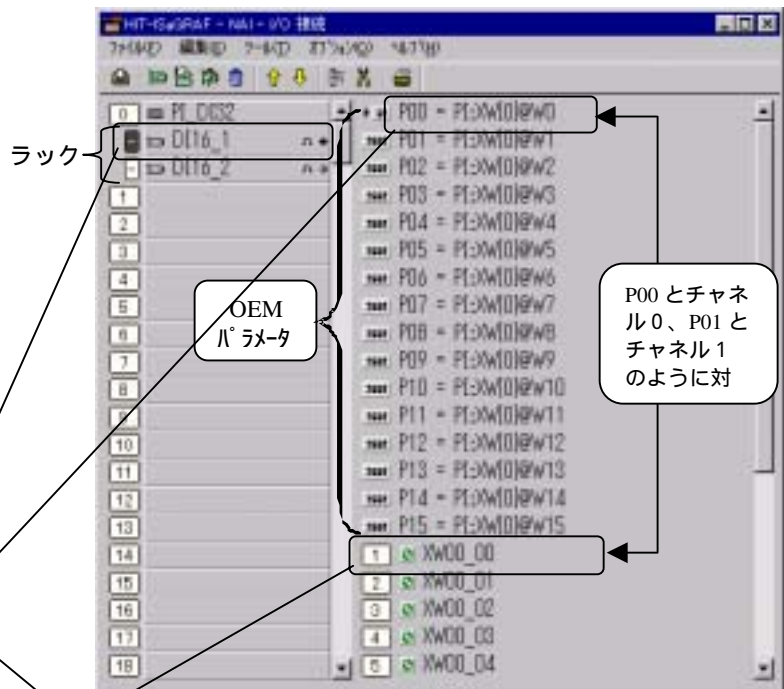 HIT-ISaGRAF - NAI - I/O 接続
ファイル(F) 編集(E) ツール(T) オプション(O) ヘルプ(H)
ラック
0 PI_DGS2
DI16_1
DI16_2
1
2
3
4
5
6
7
8
9
10
11
12
13
14
15
16
17
18
OEM
パラメータ
P00 = PI:XW[0]@W0
P01 = PI:XW[0]@W1
P02 = PI:XW[0]@W2
P03 = PI:XW[0]@W3
P04 = PI:XW[0]@W4
P05 = PI:XW[0]@W5
P06 = PI:XW[0]@W6
P07 = PI:XW[0]@W7
P08 = PI:XW[0]@W8
P09 = PI:XW[0]@W9
P10 = PI:XW[0]@W10
P11 = PI:XW[0]@W11
P12 = PI:XW[0]@W12
P13 = PI:XW[0]@W13
P14 = PI:XW[0]@W14
P15 = PI:XW[0]@W15
1 XW00_00
2 XW00_01
3 XW00_02
4 XW00_03
5 XW00_04
P00 とチャネ
ル０、P01 と
チャネル１
のように対